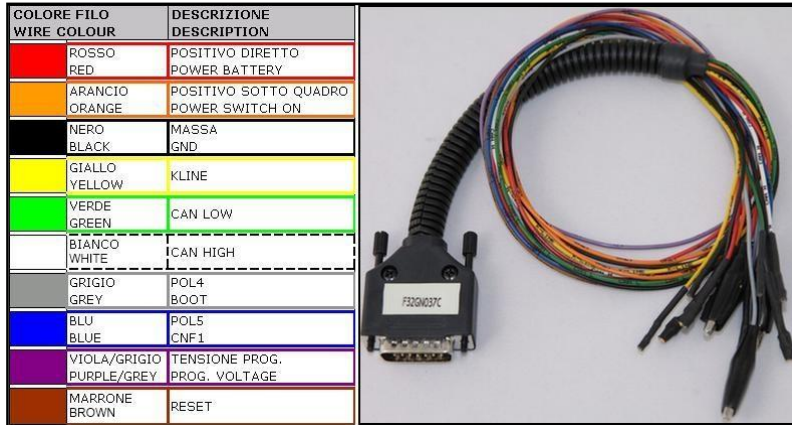 COLORE FILO
WIRE COLOUR
DESCRIZIONE
DESCRIPTION
ROSSO
RED
POSITIVO DIRETTO
POWER BATTERY
ARANCIO
ORANGE
POSITIVO SOTTO QUADRO
POWER SWITCH ON
NERO
BLACK
MASSA
GND
GIALLO
YELLOW
KLINE
VERDE
GREEN
CAN LOW
BIANCO
WHITE
CAN HIGH
GRIGIO
GREY
POL4
BOOT
BLU
BLUE
POL5
CNF1
VIOLA/GRIGIO
PURPLE/GREY
TENSIONE PROG.
PROG. VOLTAGE
MARRONE
BROWN
RESET
F32GN037C